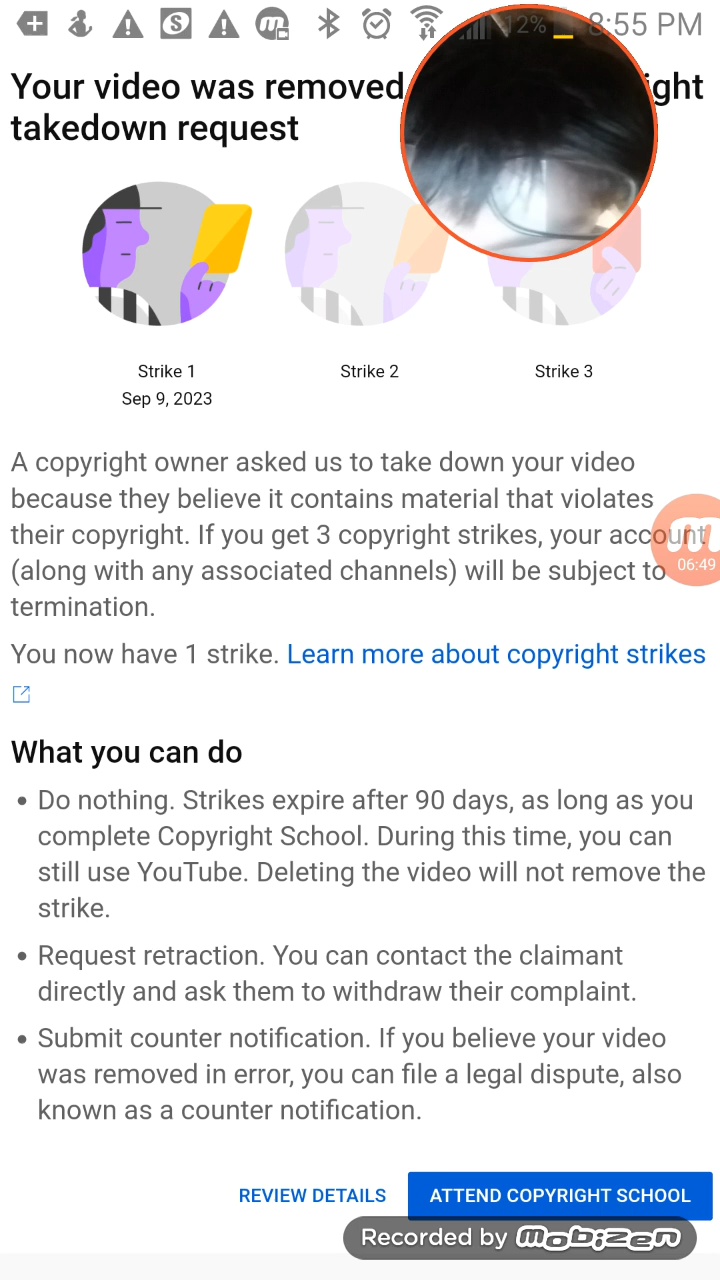 12% 8:55 PM
Your video was removed ight
takedown request
Strike 1 Strike 2 Strike 3
Sep 9, 2023
A copyright owner asked us to take down your video
because they believe it contains material that violates
their copyright. If you get 3 copyright strikes, your account
(along with any associated channels) will be subject to
termination.
06:49
You now have 1 strike. Learn more about copyright strikes
What you can do
• Do nothing. Strikes expire after 90 days, as long as you
complete Copyright School. During this time, you can
still use YouTube. Deleting the video will not remove the
strike.
• Request retraction. You can contact the claimant
directly and ask them to withdraw their complaint.
• Submit counter notification. If you believe your video
was removed in error, you can file a legal dispute, also
known as a counter notification.
REVIEW DETAILS ATTEND COPYRIGHT SCHOOL
Recorded by mobizen